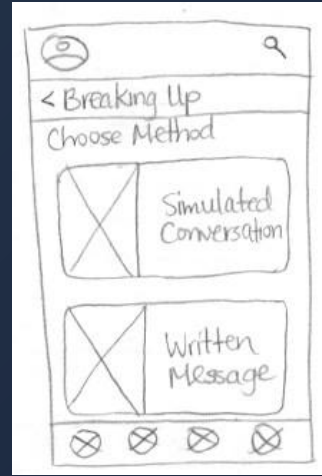 < Breaking Up
Choose Method
Simulated
Conversation
Written
Message